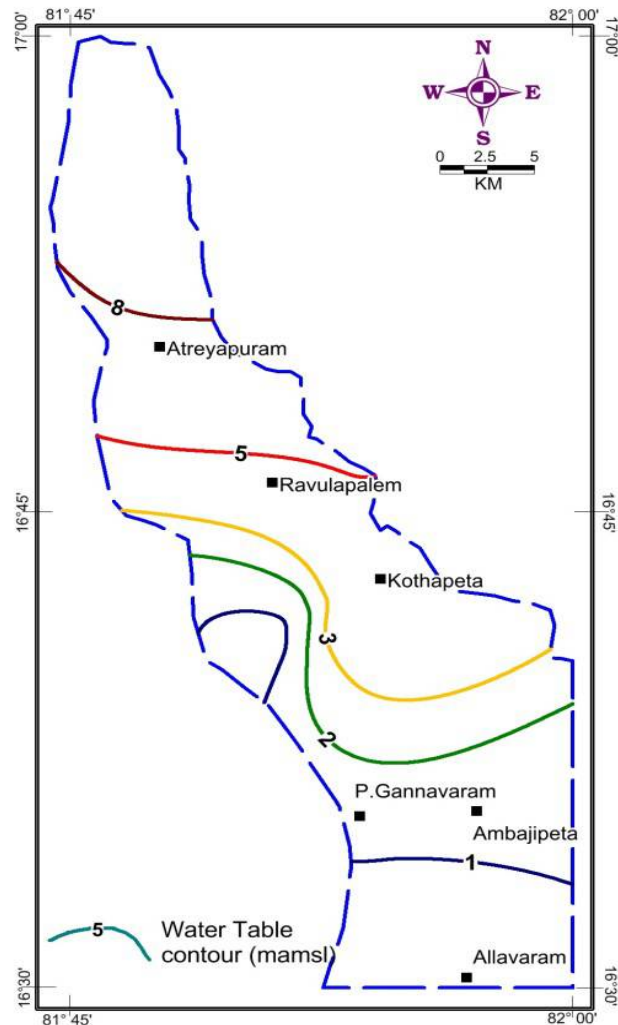 81° 45'
82° 00'
17° 00'
17° 00'
N
W E
S
0 2.5 5
KM
8
Atreyapuram
5
Ravulapalem
16° 45'
16° 45'
Kothapeta
3
2
P.Gannavaram
Ambajipeta
1
5
Water Table
contour (mamsl)
Allavaram
16° 30'
16° 30'
81° 45'
82° 00'